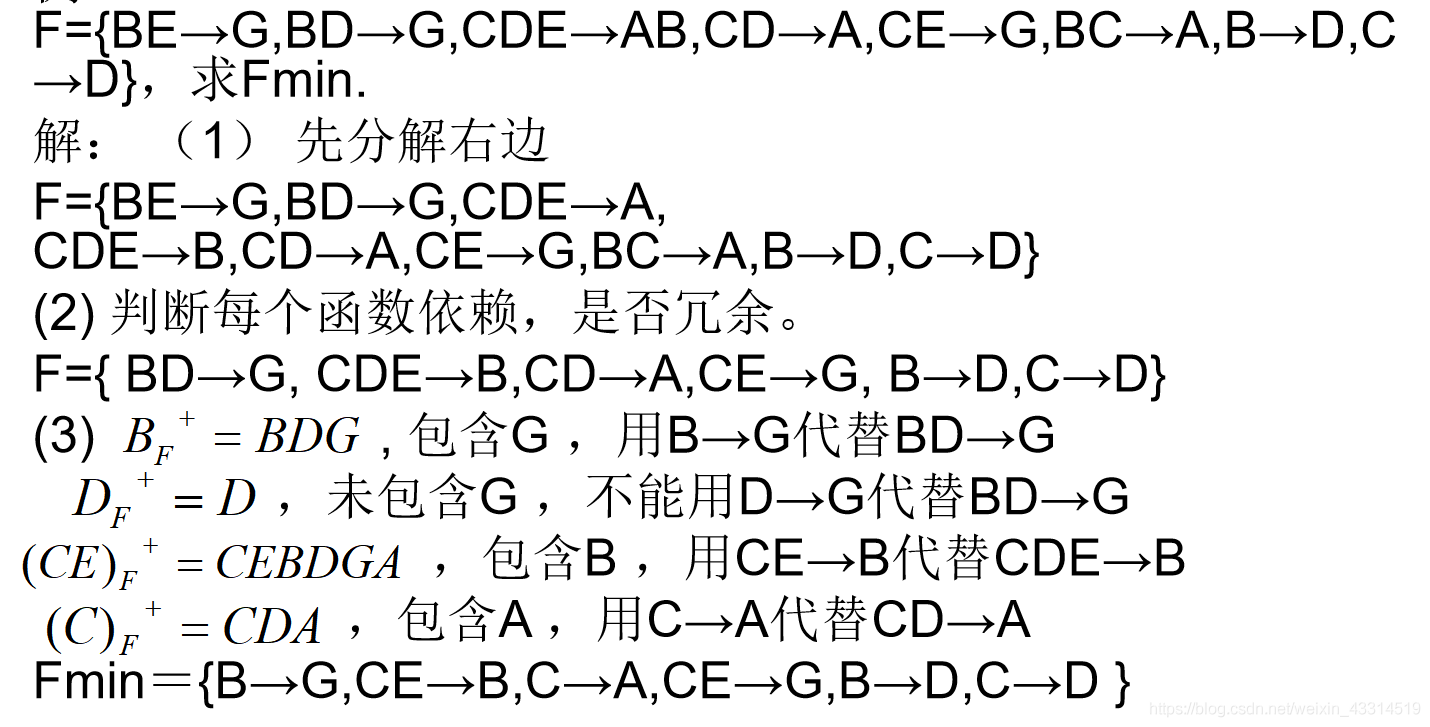 F={BE→G,BD→G,CDE→AB,CD→A,CE→G,BC→A,B→D,C
→D}，求Fmin.
解：（1） 先分解右边
F={BE→G,BD→G,CDE→A,
CDE→B,CD→A,CE→G,BC→A,B→D,C→D}
(2) 判断每个函数依赖，是否冗余。
F={ BD→G, CDE→B,CD→A,CE→G, B→D,C→D}
(3) B_F^+ = BDG , 包含G ，用B→G代替BD→G
D_F^+ = D ，未包含G ，不能用D→G代替BD→G
(CE)_F^+ = CEBDGA ，包含B ，用CE→B代替CDE→B
(C)_F^+ = CDA ，包含A ，用C→A代替CD→A
Fmin＝{B→G,CE→B,C→A,CE→G,B→D,C→D }
https://blog.csdn.net/weixin_43314519